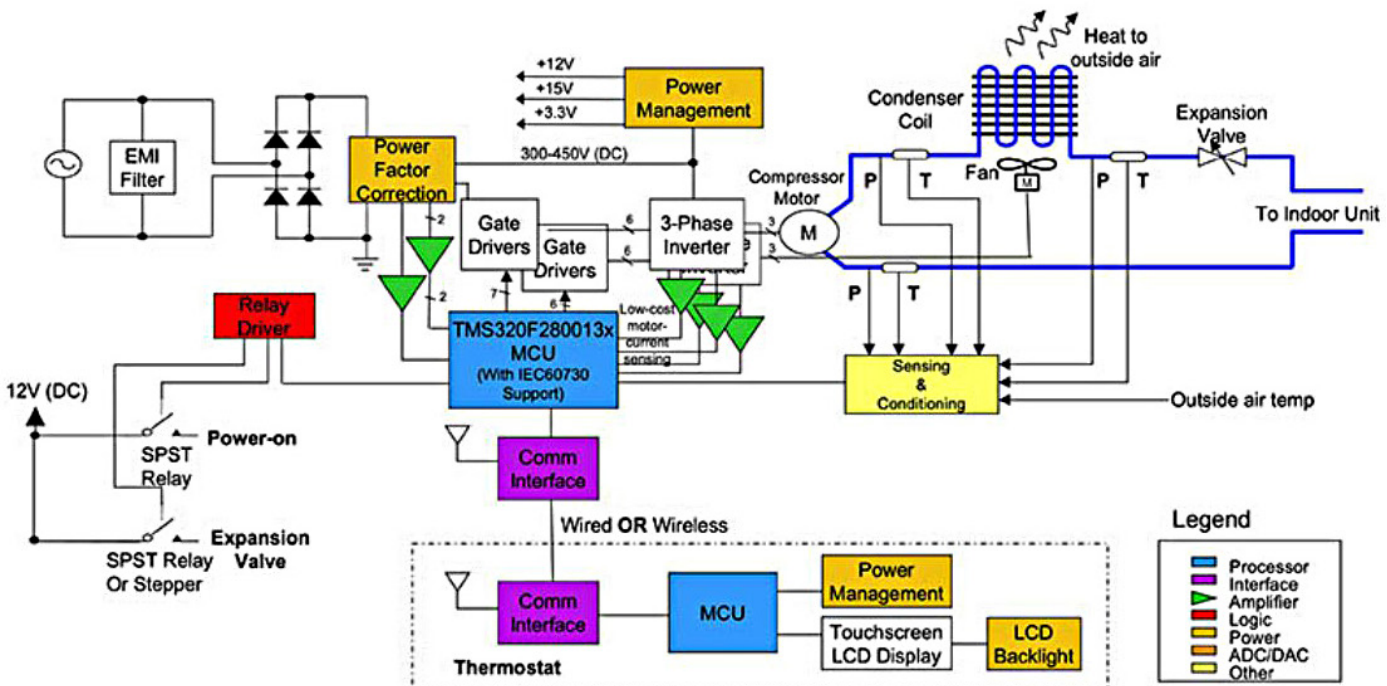 Heat to
outside air
+12V
+15V
+3.3V
Power
Management
Condenser
Coil
Expansion
Valve
EMI
Filter
Power
Factor
Correction
300-450V (DC)
Fan
M
P
T
P
T
Compressor
Motor
M
To Indoor Unit
2
Gate
Drivers
Gate
Drivers
6
6
3-Phase
Inverter
3
3
P
T
2
7
6
Relay
Driver
TMS320F280013x
MCU
(With IEC60730
Support)
Low-cost
motor-
current
sensing
Sensing
&
Conditioning
Outside air temp
12V (DC)
Power-on
SPST
Relay
Comm
Interface
Expansion
Valve
SPST Relay
Or Stepper
Wired OR Wireless
Comm
Interface
MCU
Power
Management
Touchscreen
LCD Display
LCD
Backlight
Thermostat
Legend
Processor
Interface
Amplifier
Logic
Power
ADC/DAC
Other